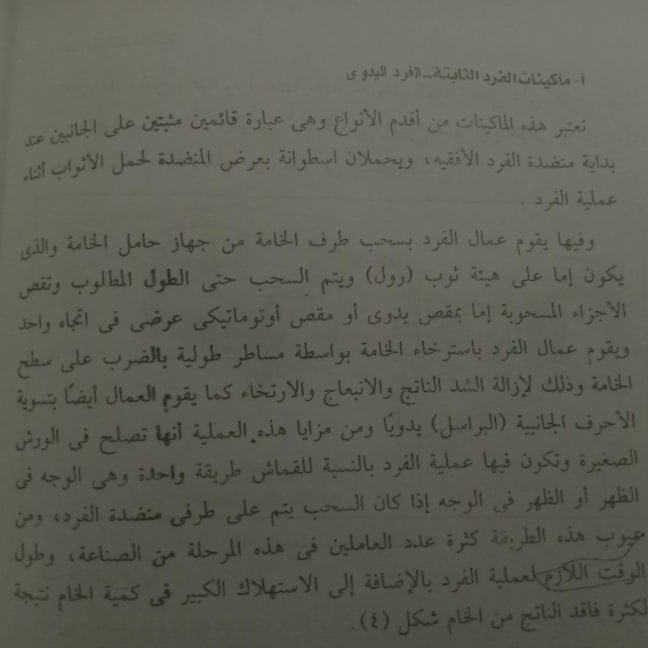 أ- ماكينات الفرد الثابتة.. الفرد اليدوى
تعتبر هذه الماكينات من أقدم الأنواع وهى عبارة قائمين مثبتين على الجانبين عند
بداية منضدة الفرد الأفقيه، ويحملان اسطوانة بعرض المنضدة لحمل الأثواب أثناء
عملية الفرد .
وفيها يقوم عمال الفرد بسحب طرف الخامة من جهاز حامل الخامة والذى
يكون إما على هيئة ثوب (رول) ويتم السحب حتى الطول المطلوب وتقص
الأجزاء المسحوبة إما بمقص يدوى أو مقص أوتوماتيكى عرضى فى اتجاه واحد
ويقوم عمال الفرد باسترخاء الخامة بواسطة مساطر طولية بالضرب على سطح
الخامة وذلك لإزالة الشد الناتج والانبعاج والارتخاء كما يقوم العمال أيضًا بتسوية
الأحرف الجانبية (البراسل) يدويًا ومن مزايا هذه العملية أنها تصلح فى الورش
الصغيرة وتكون فيها عملية الفرد بالنسبة للقماش طريقة واحدة وهى الوجه فى
الظهر أو الظهر فى الوجه إذا كان السحب يتم على طرفى منضدة الفرد، ومن
عيوب هذه الطريقة كثرة عدد العاملين فى هذه المرحلة من الصناعة، وطول
الوقت اللازم لعملية الفرد بالإضافة إلى الاستهلاك الكبير فى كمية الخام نتيجة
لكثرة فاقد الناتج من الخام شكل (٤).